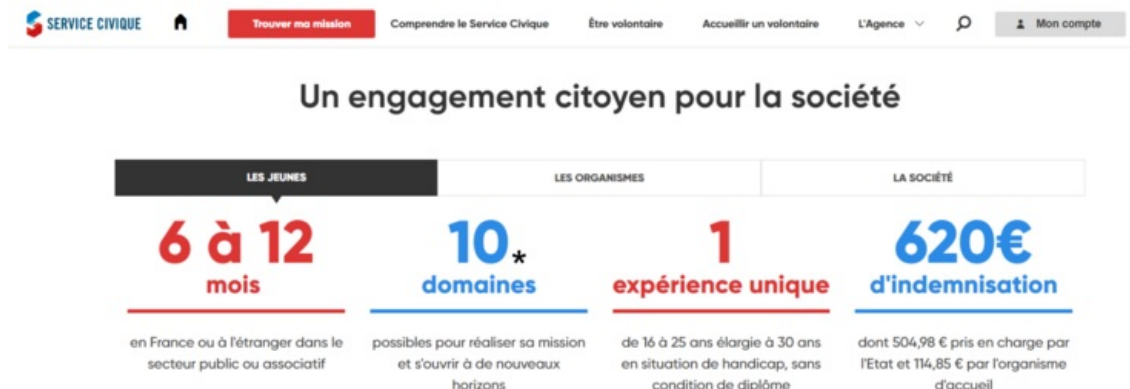 SERVICE CIVIQUE
Trouver ma mission
Comprendre le Service Civique
Être volontaire
Accueillir un volontaire
L'Agence
Mon compte
Un engagement citoyen pour la société
LES JEUNES
LES ORGANISMES
LA SOCIÉTÉ
6 à 12
mois
en France ou à l'étranger dans le
secteur public ou associatif
10*
domaines
possibles pour réaliser sa mission
et s'ouvrir à de nouveaux
horizons
1
expérience unique
de 16 à 25 ans élargie à 30 ans
en situation de handicap, sans
condition de diplôme
620€
d'indemnisation
dont 504,98 € pris en charge par
l'Etat et 114,85 € par l'organisme
d'accueil